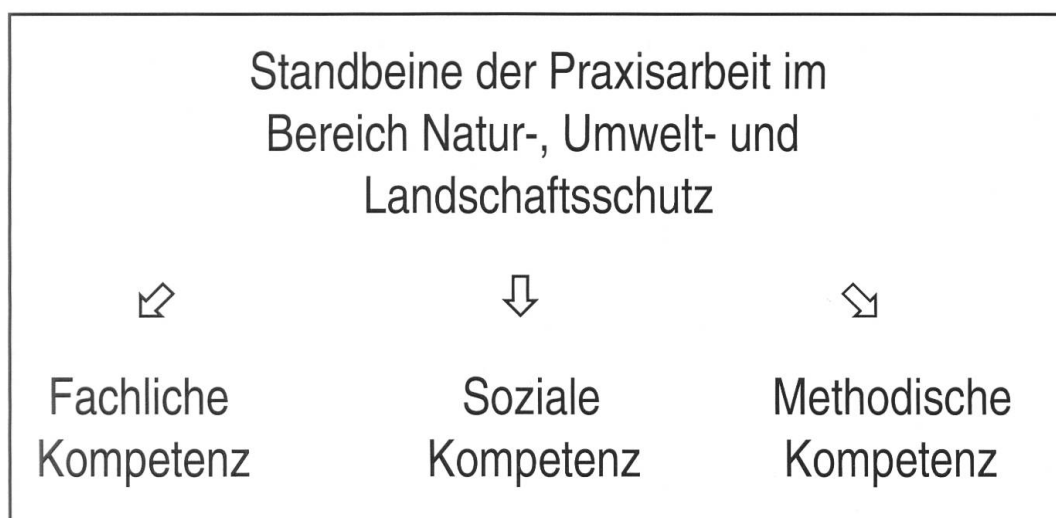 Standbeine der Praxisarbeit im
Bereich Natur-, Umwelt- und
Landschaftsschutz
Fachliche
Kompetenz
Soziale
Kompetenz
Methodische
Kompetenz